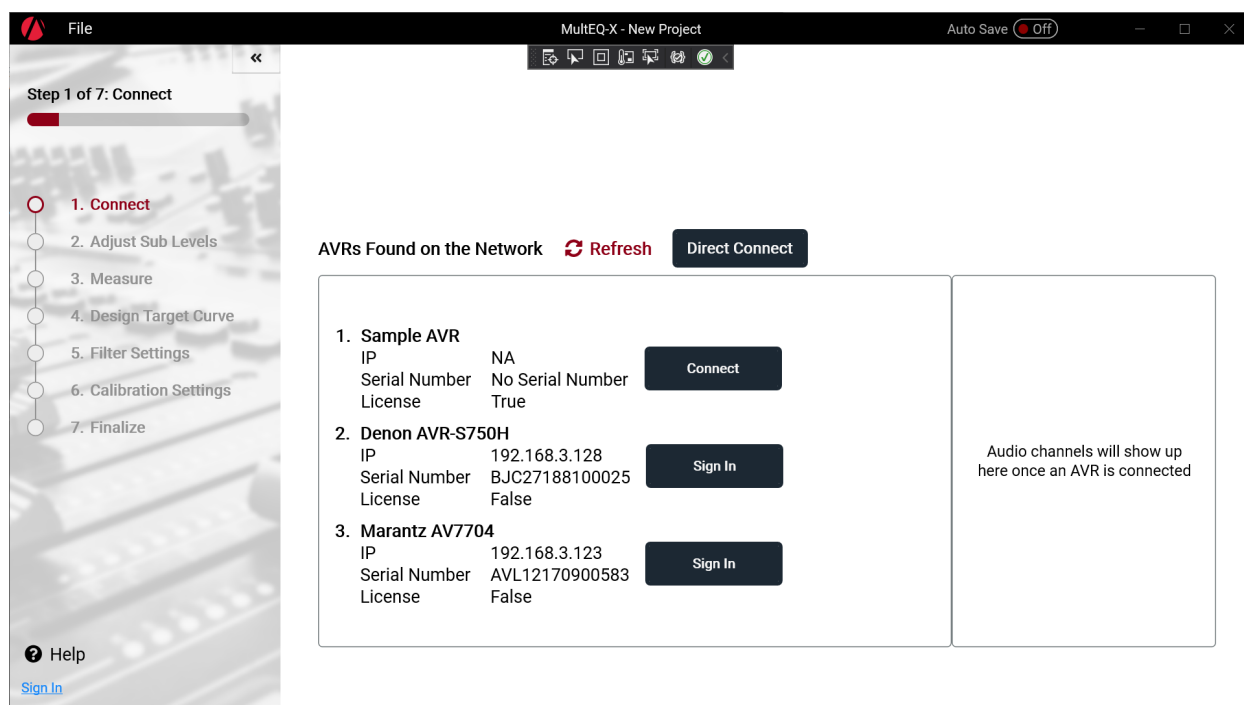 File
MultEQ-X - New Project
Auto Save Off
«
Step 1 of 7: Connect
1. Connect
2. Adjust Sub Levels
3. Measure
4. Design Target Curve
5. Filter Settings
6. Calibration Settings
7. Finalize
Help
Sign In
AVRs Found on the Network Refresh Direct Connect
1. Sample AVR
IP NA
Serial Number No Serial Number
License True
Connect
2. Denon AVR-S750H
IP 192.168.3.128
Serial Number BJC27188100025
License False
Sign In
3. Marantz AV7704
IP 192.168.3.123
Serial Number AVL12170900583
License False
Sign In
Audio channels will show up
here once an AVR is connected